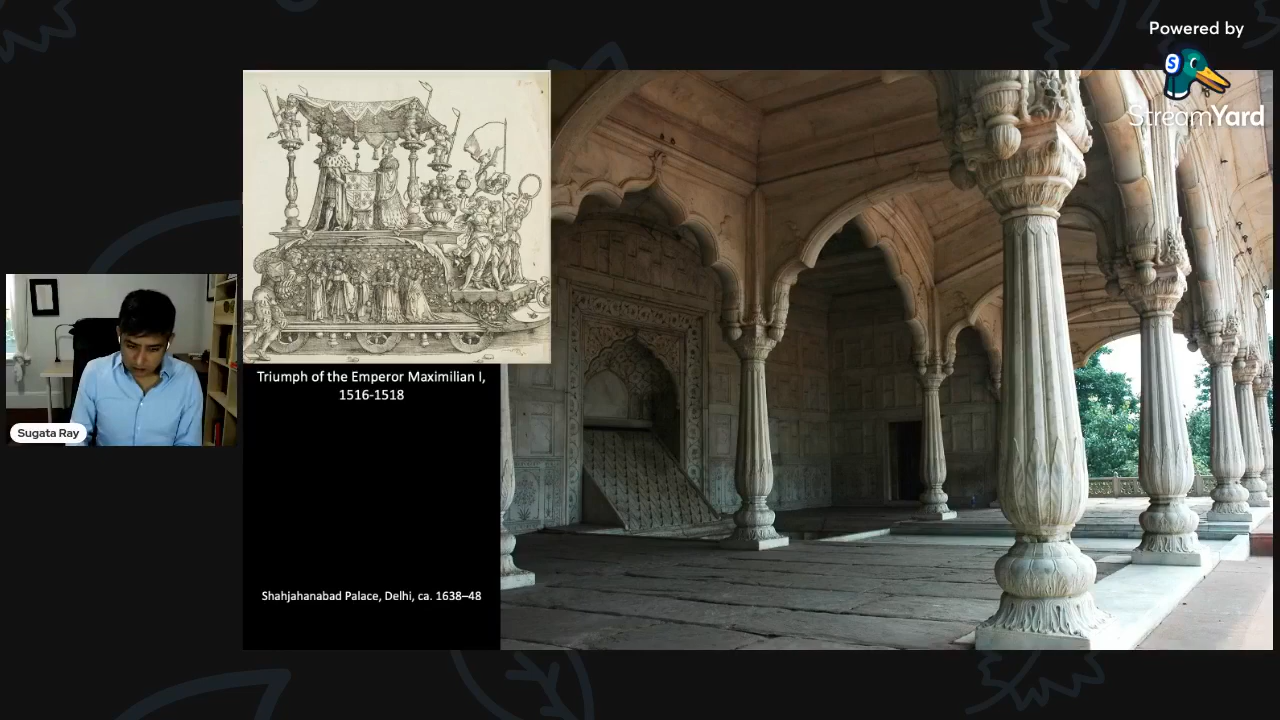 Powered by
S
StreamYard
Triumph of the Emperor Maximilian I,
1516-1518
Sugata Ray
Shahjahanabad Palace, Delhi, ca. 1638–48